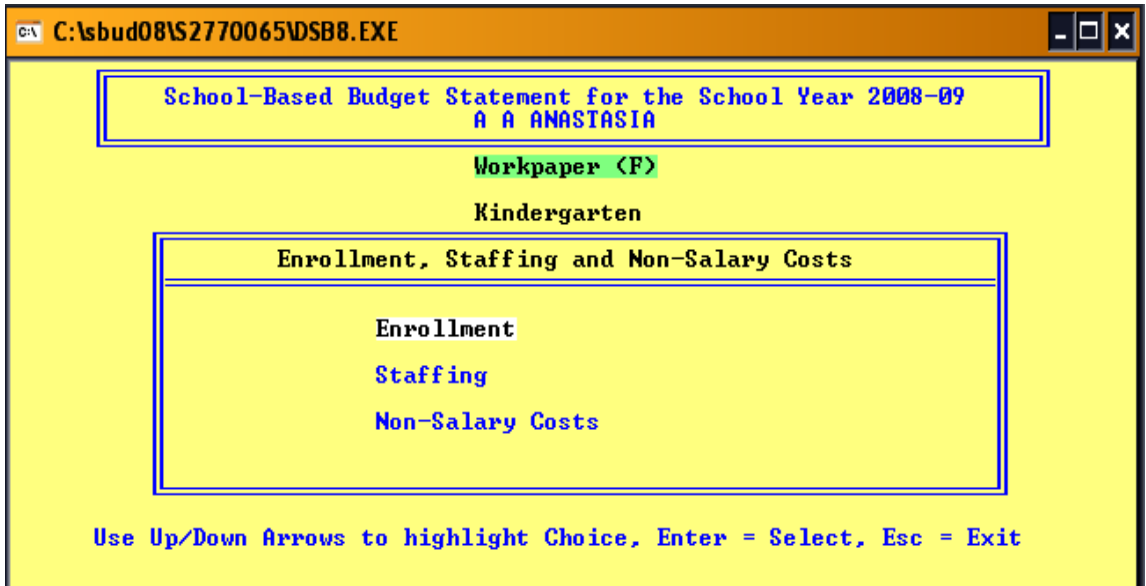 C:\sbud08\S2770065\DSB8.EXE
School-Based Budget Statement for the School Year 2008-09
A A ANASTASIA
Workpaper (F)
Kindergarten
Enrollment, Staffing and Non-Salary Costs
Enrollment
Staffing
Non-Salary Costs
Use Up/Down Arrows to highlight Choice, Enter = Select, Esc = Exit